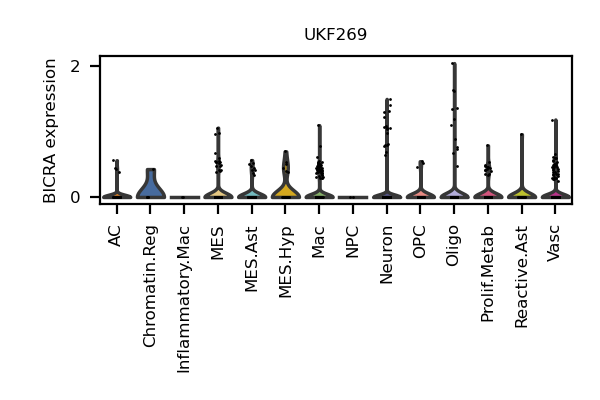 UKF269
BICRA expression
2
0
AC
Chromatin.Reg
Inflammatory.Mac
MES
MES.Ast
MES.Hyp
Mac
NPC
Neuron
OPC
Oligo
Prolif.Metab
Reactive.Ast
Vasc